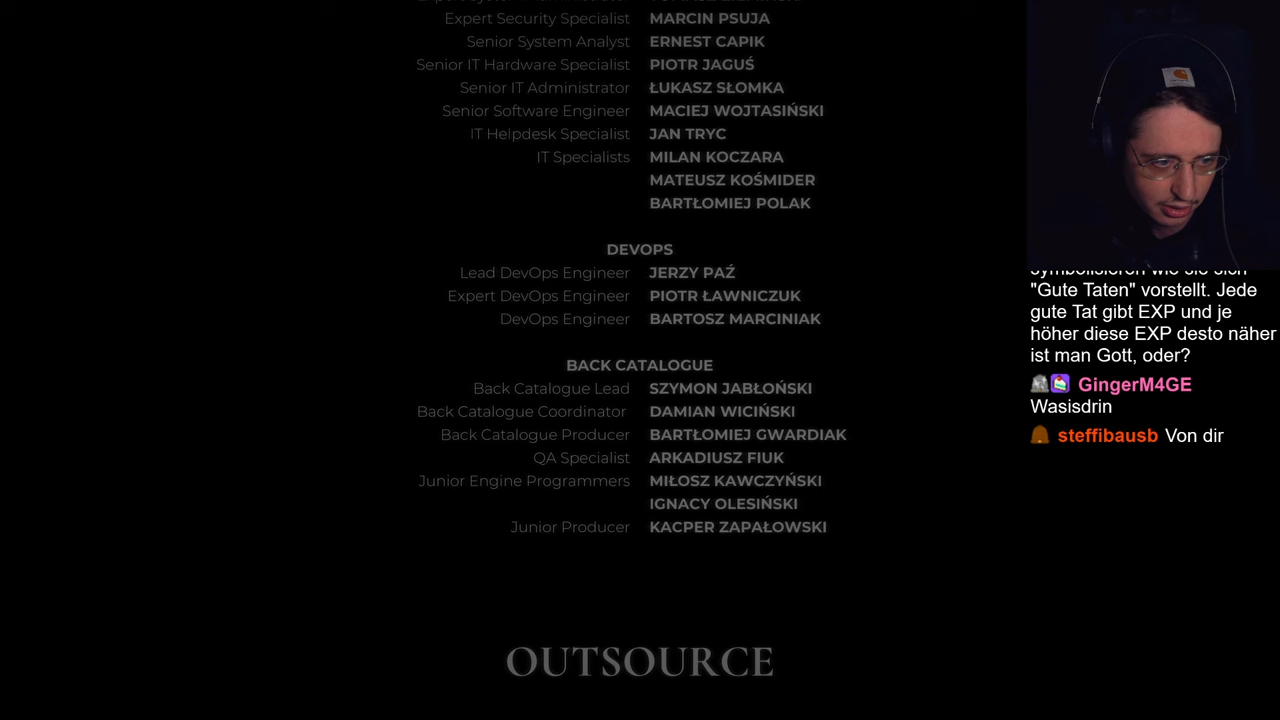 Expert Security Specialist MARCIN PSUJA
Senior System Analyst ERNEST CAPIK
Senior IT Hardware Specialist PIOTR JAGUŚ
Senior IT Administrator ŁUKASZ SŁOMKA
Senior Software Engineer MACIEJ WOJTASIŃSKI
IT Helpdesk Specialist JAN TRYC
IT Specialists MILAN KOCZARA
MATEUSZ KOŚMIDER
BARTŁOMIEJ POLAK
DEVOPS
Lead DevOps Engineer JERZY PAŹ
Expert DevOps Engineer PIOTR ŁAWNICZUK
DevOps Engineer BARTOSZ MARCINIAK
BACK CATALOGUE
Back Catalogue Lead SZYMON JABŁOŃSKI
Back Catalogue Coordinator DAMIAN WICIŃSKI
Back Catalogue Producer BARTŁOMIEJ GWARDIAK
QA Specialist ARKADIUSZ FIUK
Junior Engine Programmers MIŁOSZ KAWCZYŃSKI
IGNACY OLESIŃSKI
Junior Producer KACPER ZAPAŁOWSKI
OUTSOURCE
symbolisieren wie sie sich
"Gute Taten" vorstellt. Jede
gute Tat gibt EXP und je
höher diese EXP desto näher
ist man Gott, oder?
GingerM4GE
Wasisdrin
steffibausb Von dir